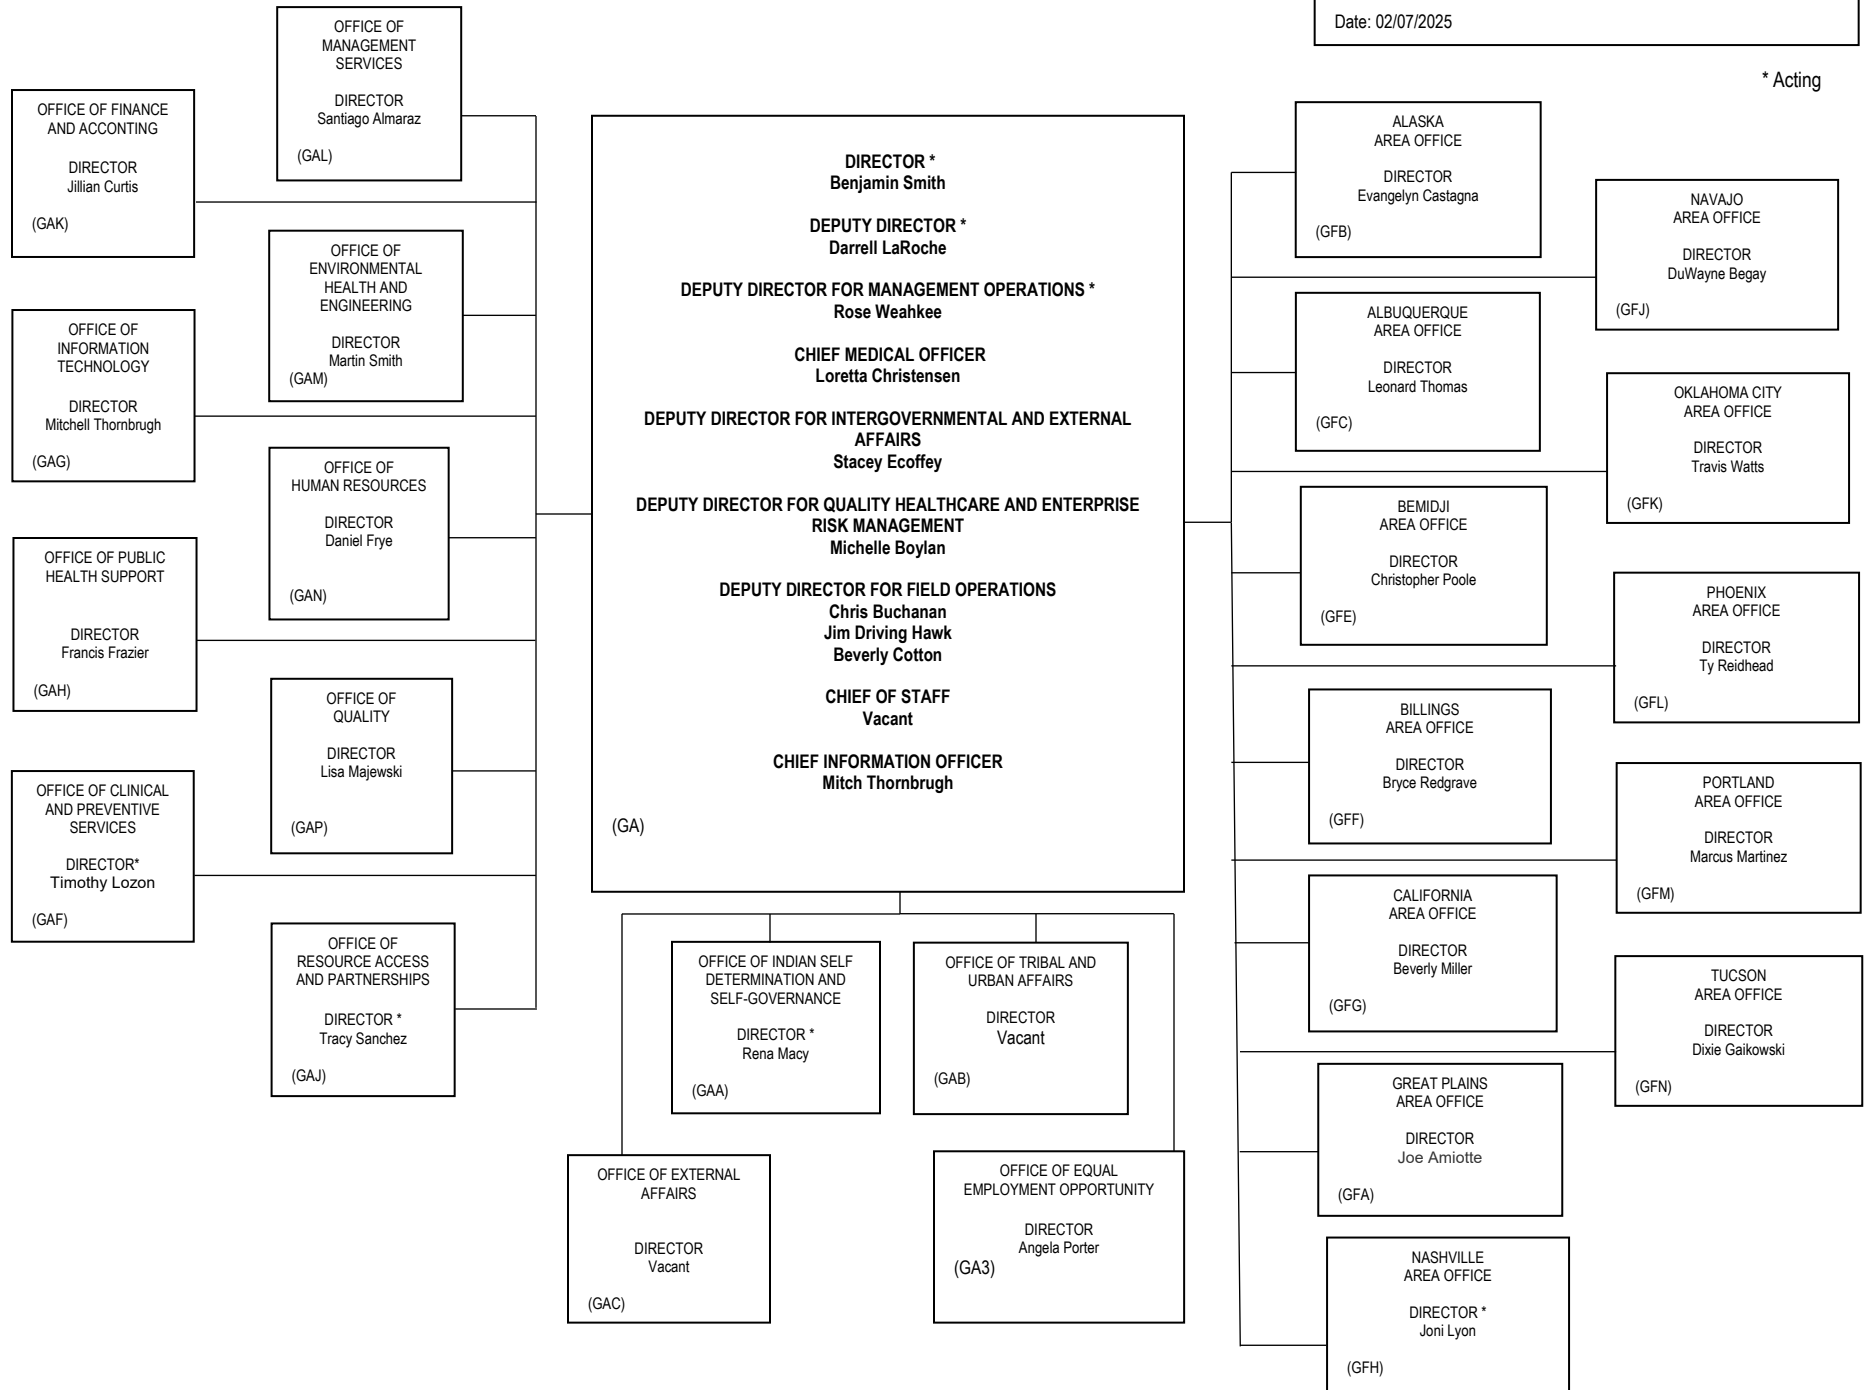 Date: 02/07/2025
* Acting
OFFICE OF
MANAGEMENT
SERVICES
DIRECTOR
Santiago Almaraz
(GAL)
OFFICE OF FINANCE
AND ACCONTING
DIRECTOR
Jillian Curtis
(GAK)
OFFICE OF
ENVIRONMENTAL
HEALTH AND
ENGINEERING
DIRECTOR
Martin Smith
(GAM)
OFFICE OF
INFORMATION
TECHNOLOGY
DIRECTOR
Mitchell Thornbrugh
(GAG)
OFFICE OF
HUMAN RESOURCES
DIRECTOR
Daniel Frye
(GAN)
OFFICE OF PUBLIC
HEALTH SUPPORT
DIRECTOR
Francis Frazier
(GAH)
OFFICE OF
QUALITY
DIRECTOR
Lisa Majewski
(GAP)
OFFICE OF CLINICAL
AND PREVENTIVE
SERVICES
DIRECTOR*
Timothy Lozon
(GAF)
OFFICE OF
RESOURCE ACCESS
AND PARTNERSHIPS
DIRECTOR *
Tracy Sanchez
(GAJ)
DIRECTOR *
Benjamin Smith
DEPUTY DIRECTOR *
Darrell LaRoche
DEPUTY DIRECTOR FOR MANAGEMENT OPERATIONS *
Rose Weahkee
CHIEF MEDICAL OFFICER
Loretta Christensen
DEPUTY DIRECTOR FOR INTERGOVERNMENTAL AND EXTERNAL
AFFAIRS
Stacey Ecoffey
DEPUTY DIRECTOR FOR QUALITY HEALTHCARE AND ENTERPRISE
RISK MANAGEMENT
Michelle Boylan
DEPUTY DIRECTOR FOR FIELD OPERATIONS
Chris Buchanan
Jim Driving Hawk
Beverly Cotton
CHIEF OF STAFF
Vacant
CHIEF INFORMATION OFFICER
Mitch Thornbrugh
(GA)
OFFICE OF INDIAN SELF
DETERMINATION AND
SELF-GOVERNANCE
DIRECTOR *
Rena Macy
(GAA)
OFFICE OF TRIBAL AND
URBAN AFFAIRS
DIRECTOR
Vacant
(GAB)
OFFICE OF EXTERNAL
AFFAIRS
DIRECTOR
Vacant
(GAC)
OFFICE OF EQUAL
EMPLOYMENT OPPORTUNITY
DIRECTOR
Angela Porter
(GA3)
ALASKA
AREA OFFICE
DIRECTOR
Evangelyn Castagna
(GFB)
NAVAJO
AREA OFFICE
DIRECTOR
DuWayne Begay
(GFJ)
ALBUQUERQUE
AREA OFFICE
DIRECTOR
Leonard Thomas
(GFC)
OKLAHOMA CITY
AREA OFFICE
DIRECTOR
Travis Watts
(GFK)
BEMIDJI
AREA OFFICE
DIRECTOR
Christopher Poole
(GFE)
PHOENIX
AREA OFFICE
DIRECTOR
Ty Reidhead
(GFL)
BILLINGS
AREA OFFICE
DIRECTOR
Bryce Redgrave
(GFF)
PORTLAND
AREA OFFICE
DIRECTOR
Marcus Martinez
(GFM)
CALIFORNIA
AREA OFFICE
DIRECTOR
Beverly Miller
(GFG)
TUCSON
AREA OFFICE
DIRECTOR
Dixie Gaikowski
(GFN)
GREAT PLAINS
AREA OFFICE
DIRECTOR
Joe Amiotte
(GFA)
NASHVILLE
AREA OFFICE
DIRECTOR *
Joni Lyon
(GFH)